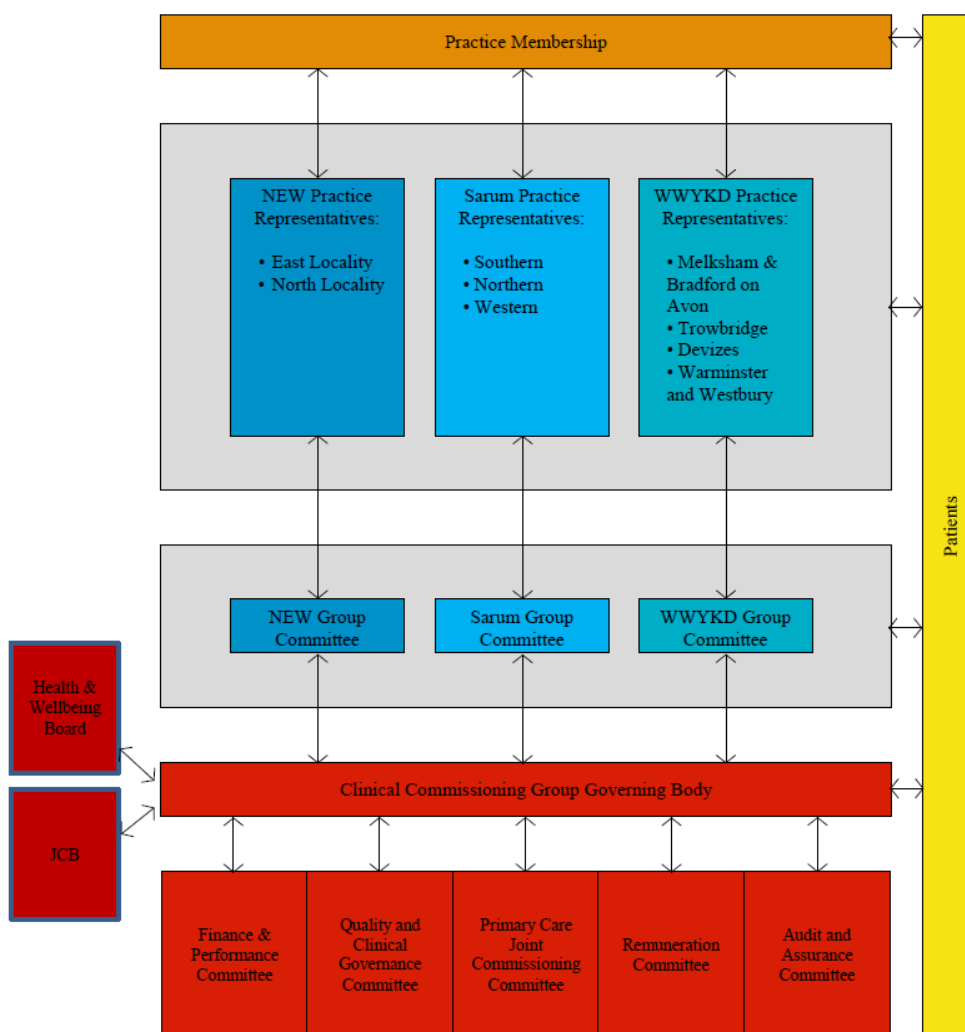 Practice Membership
NEW Practice
Representatives:
• East Locality
• North Locality
Sarum Practice
Representatives:
• Southern
• Northern
• Western
WWYKD Practice
Representatives:
• Melksham &
Bradford on
Avon
• Trowbridge
• Devizes
• Warminster
and Westbury
Patients
NEW Group
Committee
Sarum Group
Committee
WWYKD Group
Committee
Health &
Wellbeing
Board
Clinical Commissioning Group Governing Body
JCB
Finance &
Performance
Committee
Quality and
Clinical
Governance
Committee
Primary Care
Joint
Commissioning
Committee
Remuneration
Committee
Audit and
Assurance
Committee